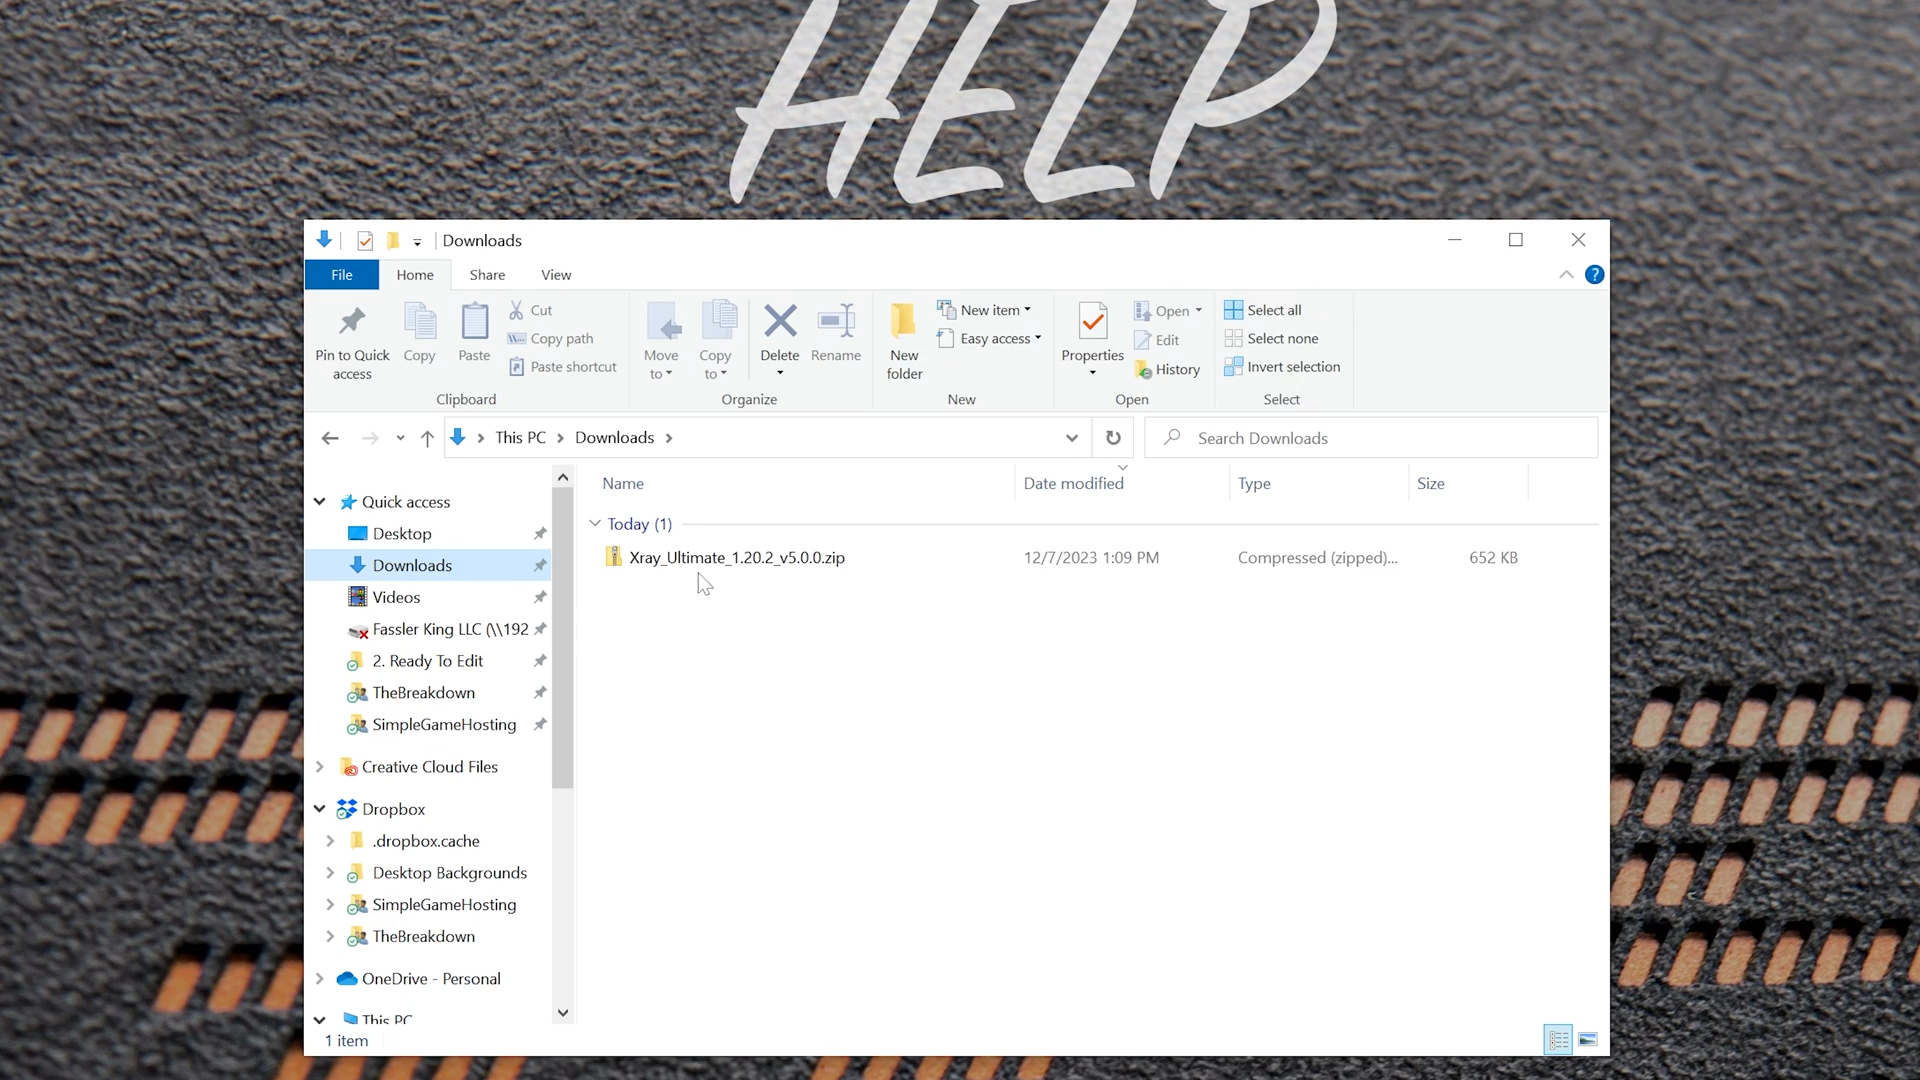 HELP
Downloads
File Home Share View
Pin to Quick access
Copy
Paste
Cut
Copy path
Paste shortcut
Clipboard
Move to
Copy to
Delete
Rename
Organize
New folder
New item
Easy access
New
Properties
Open
Edit
History
Open
Select all
Select none
Invert selection
Select
This PC > Downloads >
Search Downloads
Name Date modified Type Size
Today (1)
Xray_Ultimate_1.20.2_v5.0.0.zip 12/7/2023 1:09 PM Compressed (zipped)... 652 KB
Quick access
Desktop
Downloads
Videos
Fassler King LLC (\\192
2. Ready To Edit
TheBreakdown
SimpleGameHosting
Creative Cloud Files
Dropbox
.dropbox.cache
Desktop Backgrounds
SimpleGameHosting
TheBreakdown
OneDrive - Personal
This PC
1 item